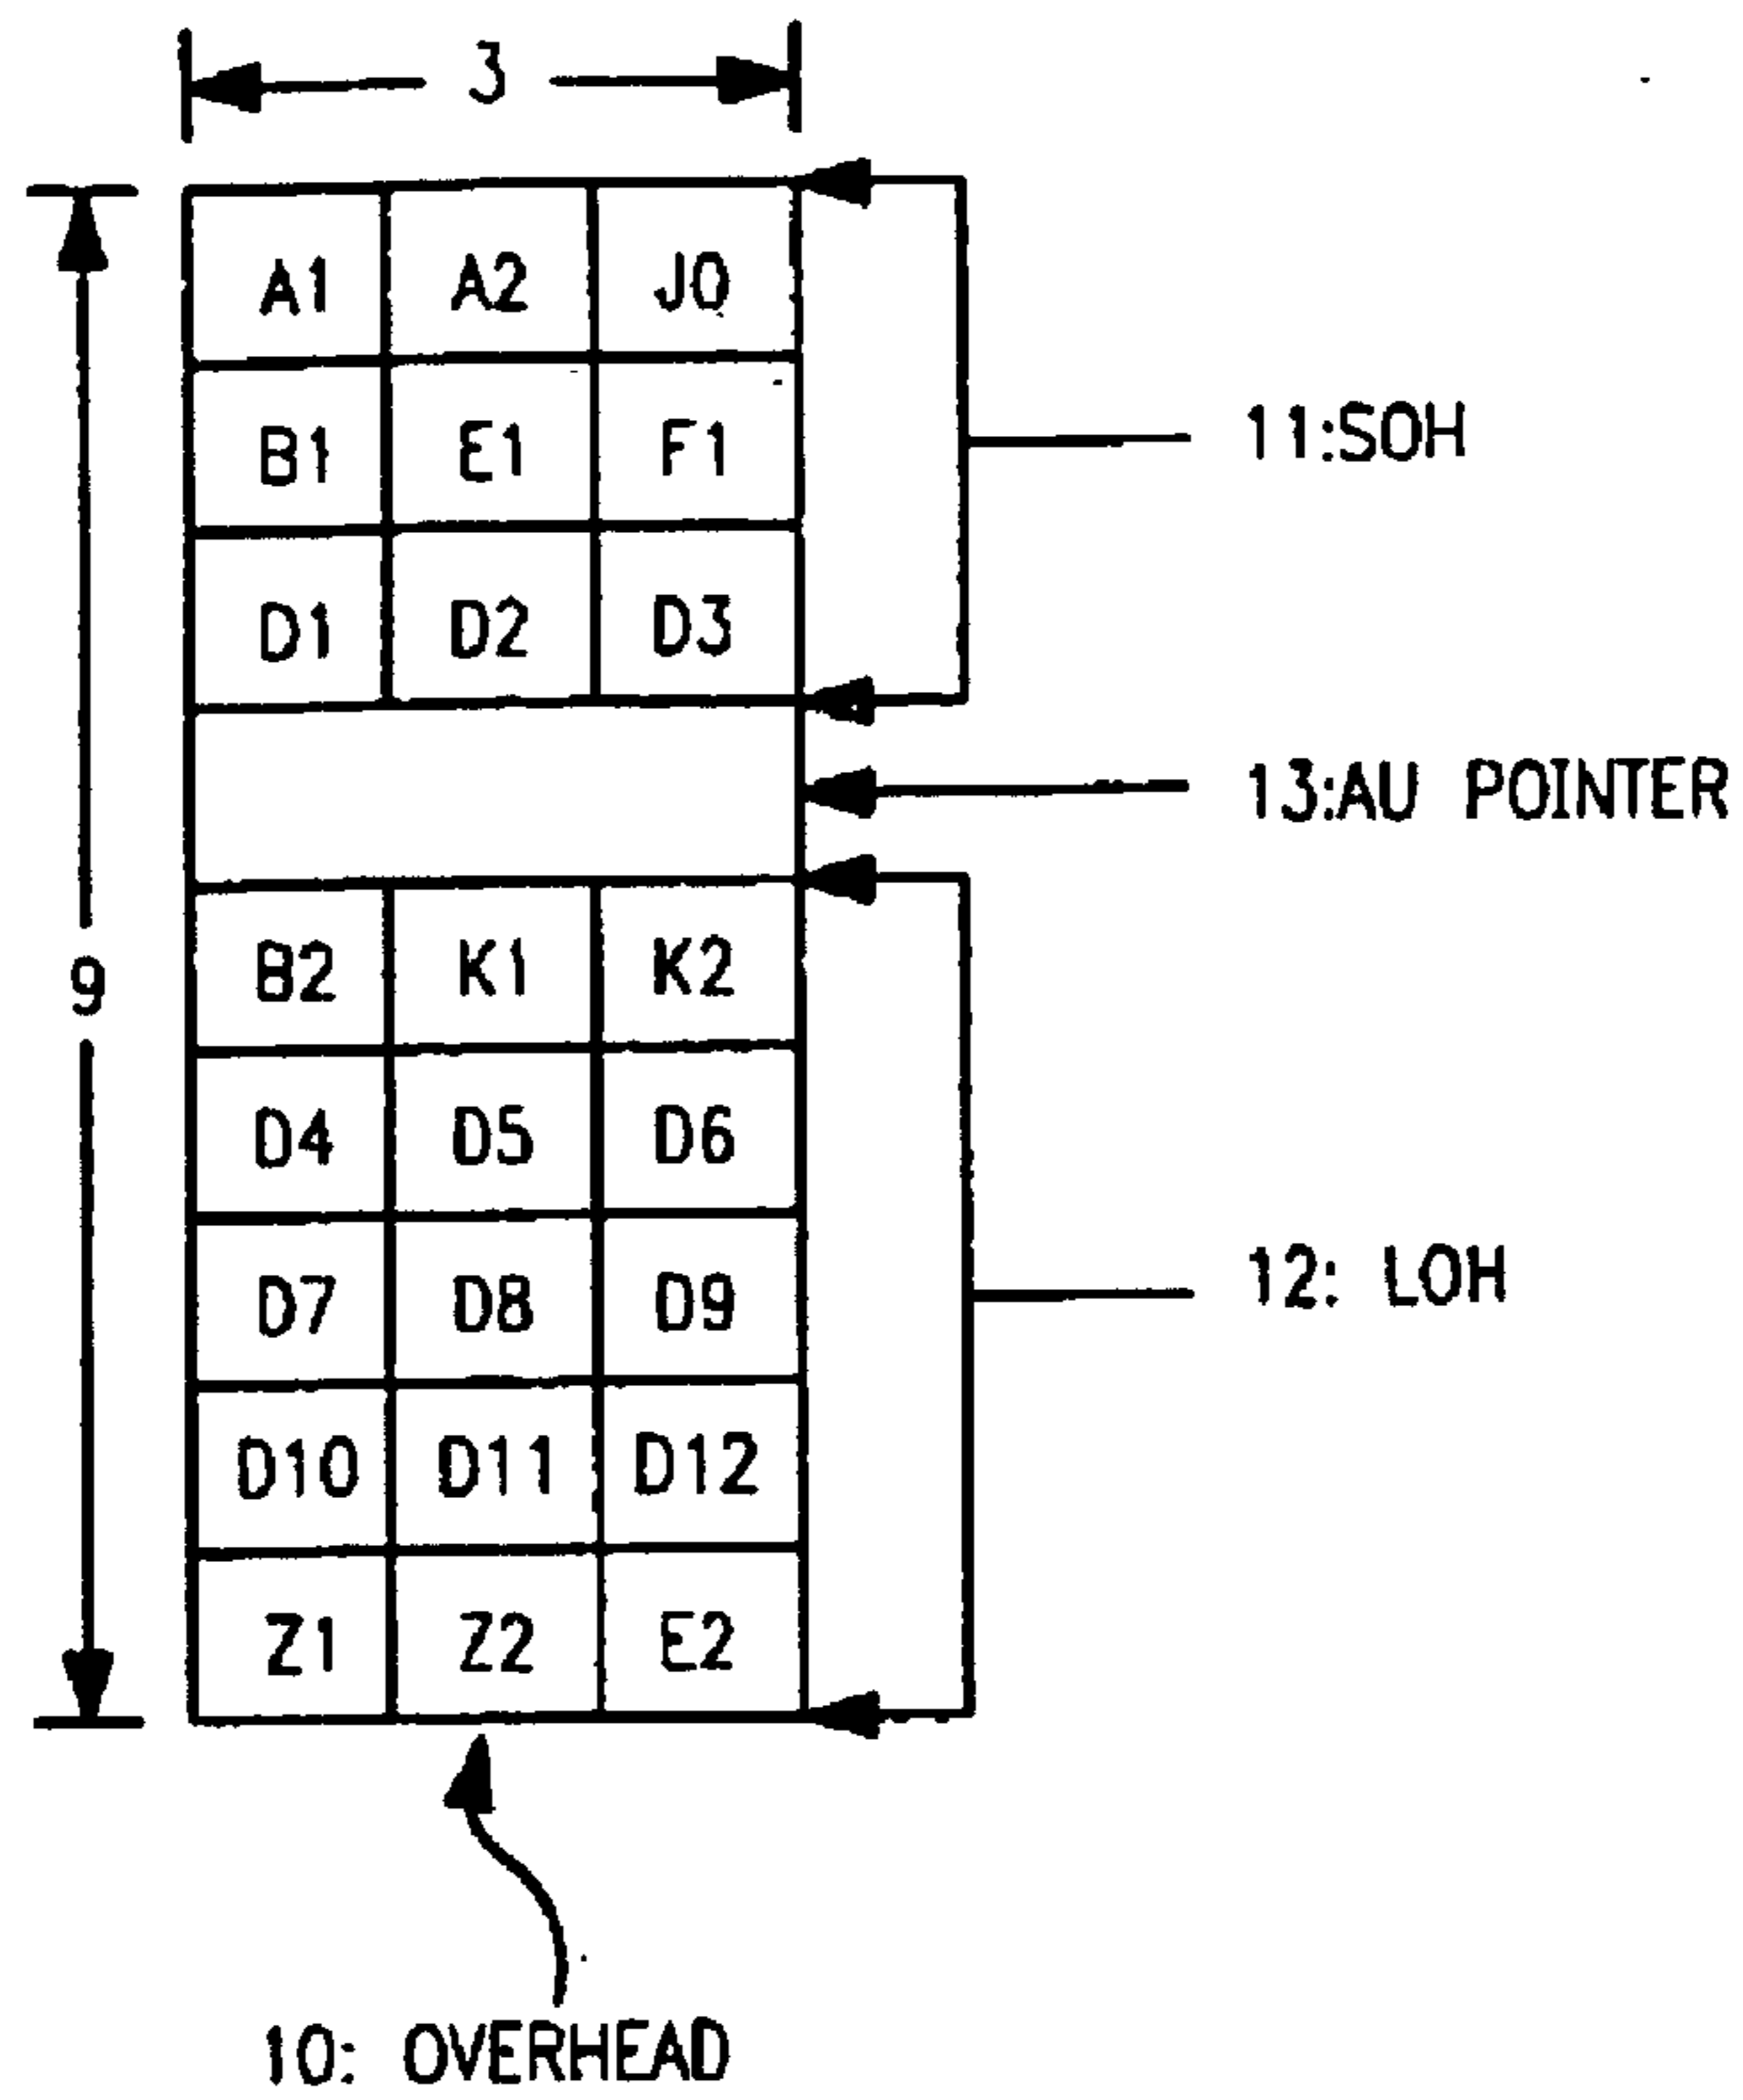 3
A1 A2 J0
B1 E1 F1
11:SOH
D1 D2 D3
13:AU POINTER
9
B2 K1 K2
D4 D5 D6
D7 D8 D9
12: LOH
D10 D11 D12
Z1 Z2 E2
10: OVERHEAD